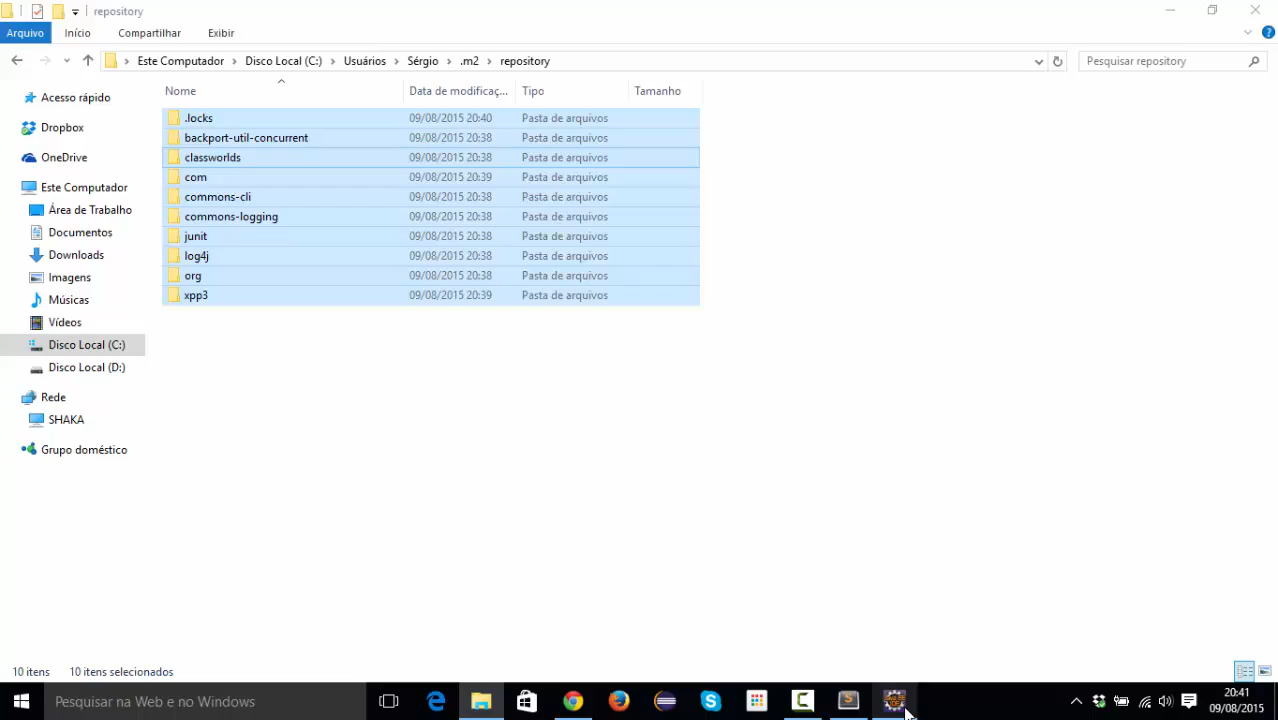 repository
Arquivo Início Compartilhar Exibir
Este Computador Disco Local (C:) Usuários Sérgio .m2 repository Pesquisar repository
Nome Data de modificaç... Tipo Tamanho
Acesso rápido
Dropbox
OneDrive
Este Computador
Área de Trabalho
Documentos
Downloads
Imagens
Músicas
Vídeos
Disco Local (C:)
Disco Local (D:)
Rede
SHAKA
Grupo doméstico
.locks 09/08/2015 20:40 Pasta de arquivos
backport-util-concurrent 09/08/2015 20:38 Pasta de arquivos
classworlds 09/08/2015 20:38 Pasta de arquivos
com 09/08/2015 20:39 Pasta de arquivos
commons-cli 09/08/2015 20:38 Pasta de arquivos
commons-logging 09/08/2015 20:38 Pasta de arquivos
junit 09/08/2015 20:38 Pasta de arquivos
log4j 09/08/2015 20:38 Pasta de arquivos
org 09/08/2015 20:38 Pasta de arquivos
xpp3 09/08/2015 20:39 Pasta de arquivos
10 itens 10 itens selecionados
Pesquisar na Web e no Windows
20:41
09/08/2015